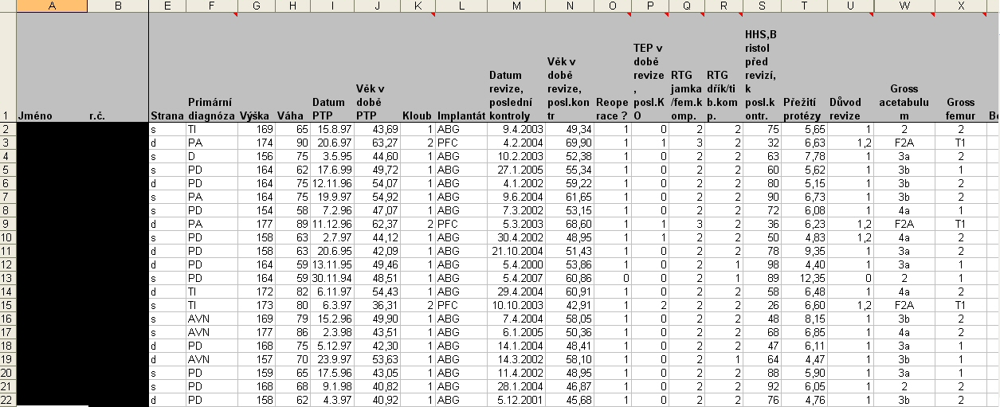 A B E F G H I J K L M N O P Q R S T U W X
1 Jméno r.č. Strana Primární diagnóza Výška Váha Datum PTP Věk v době PTP Kloub Implantát Datum revize, poslední kontroly Věk v době revize, posl.kontr Reoperace ? TEP v době revize, posl.KO RTG jamka/fem.komp. RTG dřík/tib.komp. HHS,Bristol před revizí, k posl.kontr. Přežití protézy Důvod revize Gross acetabulum Gross femur
2 s TI 169 65 15.8.97 43,69 1 ABG 9.4.2003 49,34 1 0 2 2 75 5,65 1 2 2
3 d PA 174 90 20.6.97 63,27 2 PFC 4.2.2004 69,90 1 1 3 2 32 6,63 1,2 F2A T1
4 s D 156 75 3.5.95 44,60 1 ABG 10.2.2003 52,38 1 0 2 2 63 7,78 1 3a 2
5 s PD 164 62 17.6.99 49,72 1 ABG 27.1.2005 55,34 1 0 2 2 60 5,62 1 3b 1
6 d PD 164 75 12.11.96 54,07 1 ABG 4.1.2002 59,22 1 0 2 2 80 5,15 1 3b 2
7 s PA 164 75 19.9.97 54,92 1 ABG 9.6.2004 61,65 1 0 2 2 90 6,73 1 3b 2
8 s PD 154 58 7.2.96 47,07 1 ABG 7.3.2002 53,15 1 0 2 2 72 6,08 1 4a 1
9 d PA 177 89 11.12.96 62,37 2 PFC 5.3.2003 68,60 1 1 3 2 36 6,23 1,2 F2A T1
10 s PD 158 63 2.7.97 44,12 1 ABG 30.4.2002 48,95 1 1 2 2 50 4,83 1,2 4a 2
11 d PD 158 63 20.6.95 42,09 1 ABG 21.10.2004 51,43 1 0 2 2 78 9,35 1 3a 2
12 d PD 164 59 13.11.95 49,46 1 ABG 5.4.2000 53,86 1 0 2 1 98 4,40 1 3a 1
13 s PD 164 59 30.11.94 48,51 1 ABG 5.4.2007 60,86 0 0 2 1 89 12,35 0 2 1
14 d TI 172 82 6.11.97 54,43 1 ABG 29.4.2004 60,91 1 0 2 2 58 6,48 1 4a 2
15 s TI 173 80 6.3.97 36,31 2 PFC 10.10.2003 42,91 1 2 2 2 26 6,60 1,2 F2A T1
16 s AVN 169 79 15.2.96 49,90 1 ABG 7.4.2004 58,05 1 0 2 2 48 8,15 1 3b 2
17 s AVN 177 86 2.3.98 43,51 1 ABG 6.1.2005 50,36 1 0 2 2 68 6,85 1 4a 2
18 d PD 168 75 5.12.97 42,30 1 ABG 14.1.2004 48,41 1 0 2 2 47 6,11 1 3a 1
19 d AVN 157 70 23.9.97 53,63 1 ABG 14.3.2002 58,10 1 0 2 1 64 4,47 1 3b 1
20 s PD 159 65 17.5.96 43,05 1 ABG 11.4.2002 48,95 1 0 2 2 88 5,90 1 3a 1
21 s PD 168 68 9.1.98 40,82 1 ABG 28.1.2004 46,87 1 0 2 2 92 6,05 1 2 2
22 d PD 158 62 4.3.97 40,92 1 ABG 5.12.2001 45,68 1 0 2 2 76 4,76 1 3b 2